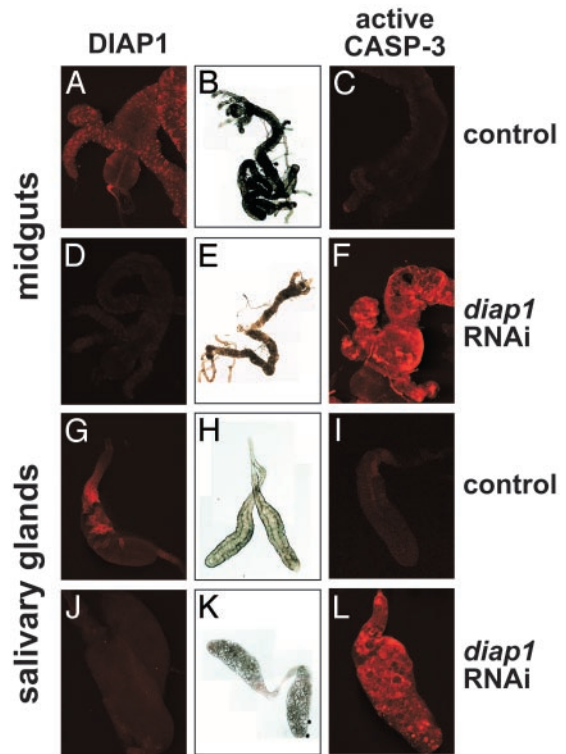 DIAP1
active
CASP-3
A
B
C
control
midguts
D
E
F
diap1
RNAi
G
H
I
control
salivary glands
J
K
L
diap1
RNAi